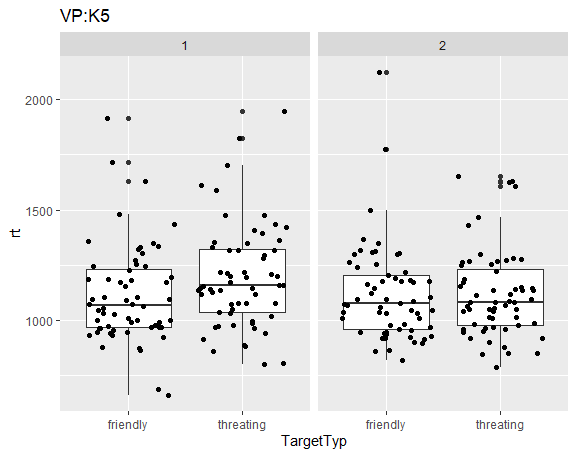 VP:K5
1 2
2000
1500
1000
rt
friendly threating friendly threating
TargetTyp